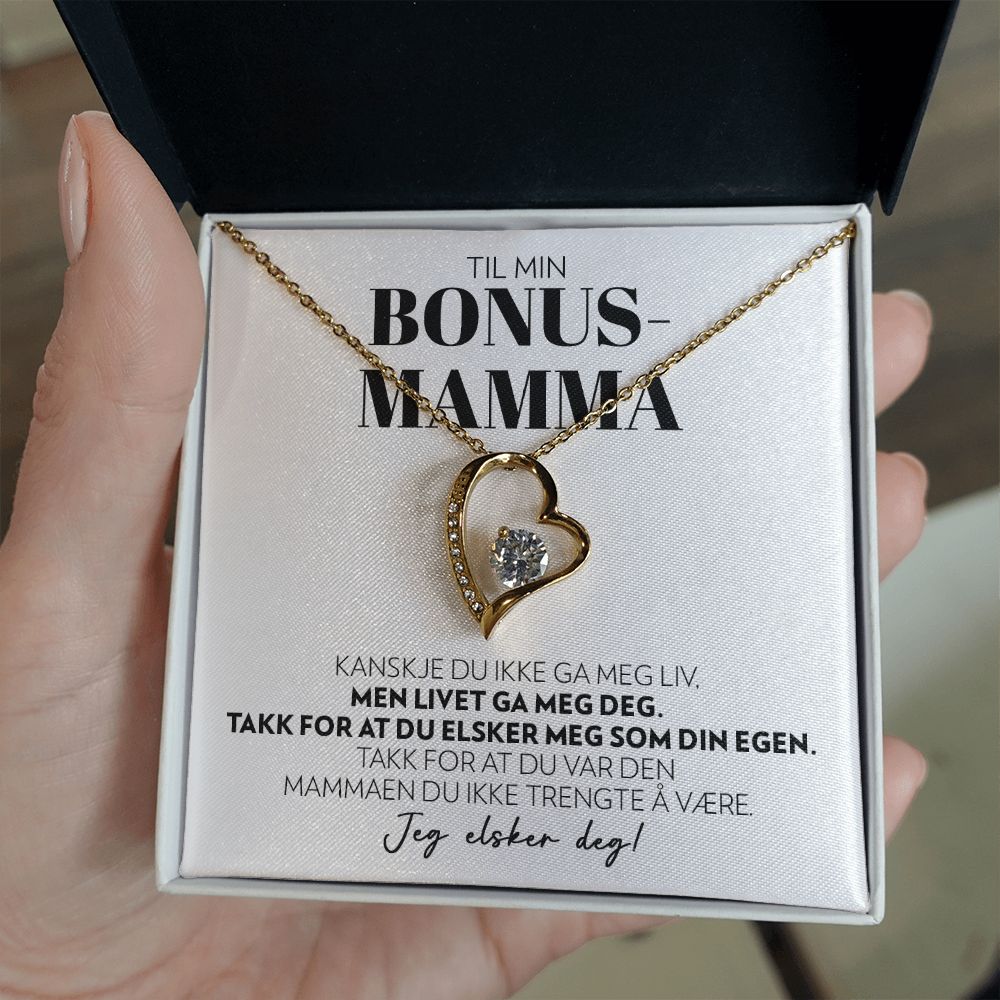 TIL MIN
BONUS-
MAMMA
KANSKJE DU IKKE GA MEG LIV,
MEN LIVET GA MEG DEG.
TAKK FOR AT DU ELSKER MEG SOM DIN EGEN.
TAKK FOR AT DU VAR DEN
MAMMAEN DU IKKE TRENGTE Å VÆRE.
Jeg elsker deg!